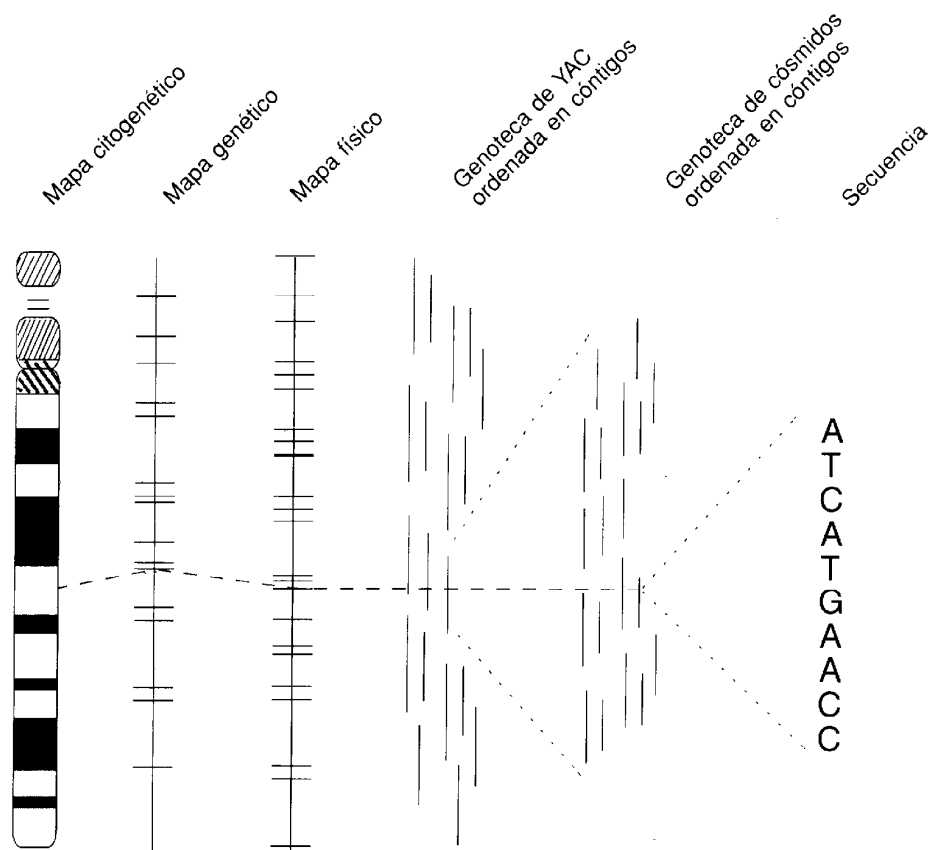 Mapa citogenético
Mapa genético
Mapa físico
Genoteca de YAC
ordenada en cóntigos
Genoteca de cósmidos
ordenada en cóntigos
Secuencia
A
T
C
A
T
G
A
A
C
C